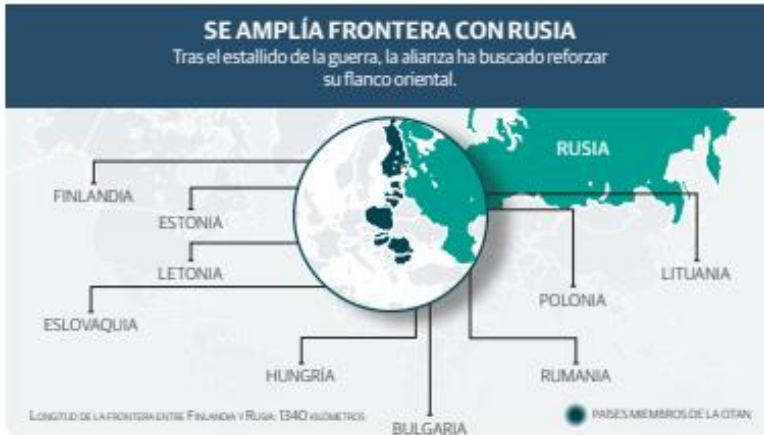 SE AMPLÍA FRONTERA CON RUSIA
Tras el estallido de la guerra, la alianza ha buscado reforzar
su flanco oriental.
RUSIA
FINLANDIA
ESTONIA
LETONIA
LITUANIA
POLONIA
ESLOVAQUIA
HUNGRÍA
RUMANIA
LONGITUD DE LA FRONTERA ENTRE FINLANDIA Y RUSIA: 1340 KILÓMETROS
BULGARIA
PAÍSES MIEMBROS DE LA OTAN